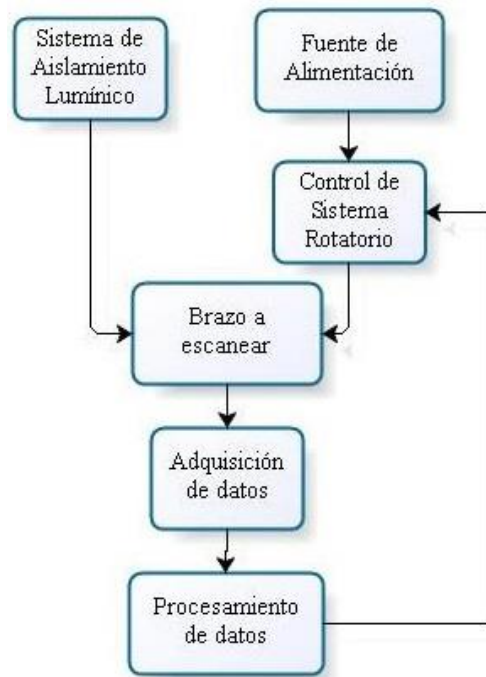 Sistema de
Aislamiento
Lumínico
Fuente de
Alimentación
Control de
Sistema
Rotatorio
Brazo a
escanear
Adquisición
de datos
Procesamiento
de datos